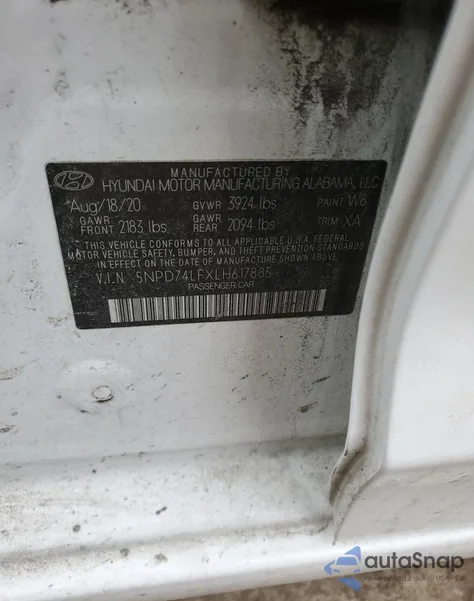 MANUFACTURED BY
HYUNDAI MOTOR MANUFACTURING ALABAMA, LLC
Aug/18/20 GVWR 3924 lbs PAINT W8
GAWR FRONT 2183 lbs GAWR REAR 2094 lbs TRIM XA
THIS VEHICLE CONFORMS TO ALL APPLICABLE U.S.A. FEDERAL
MOTOR VEHICLE SAFETY, BUMPER, AND THEFT PREVENTION
STANDARDS IN EFFECT ON THE DATE OF MANUFACTURE
V.I.N. 5NPD74LFXLH617885
PASSENGER CAR
autoSnap